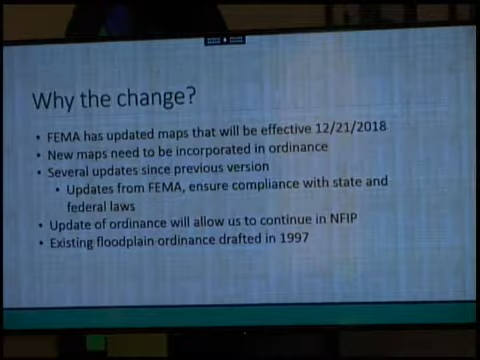 Why the change?
• FEMA has updated maps that will be effective 12/21/2018
• New maps need to be incorporated in ordinance
• Several updates since previous version
• Updates from FEMA, ensure compliance with state and
federal laws
• Update of ordinance will allow us to continue in NFIP
• Existing floodplain ordinance drafted in 1997